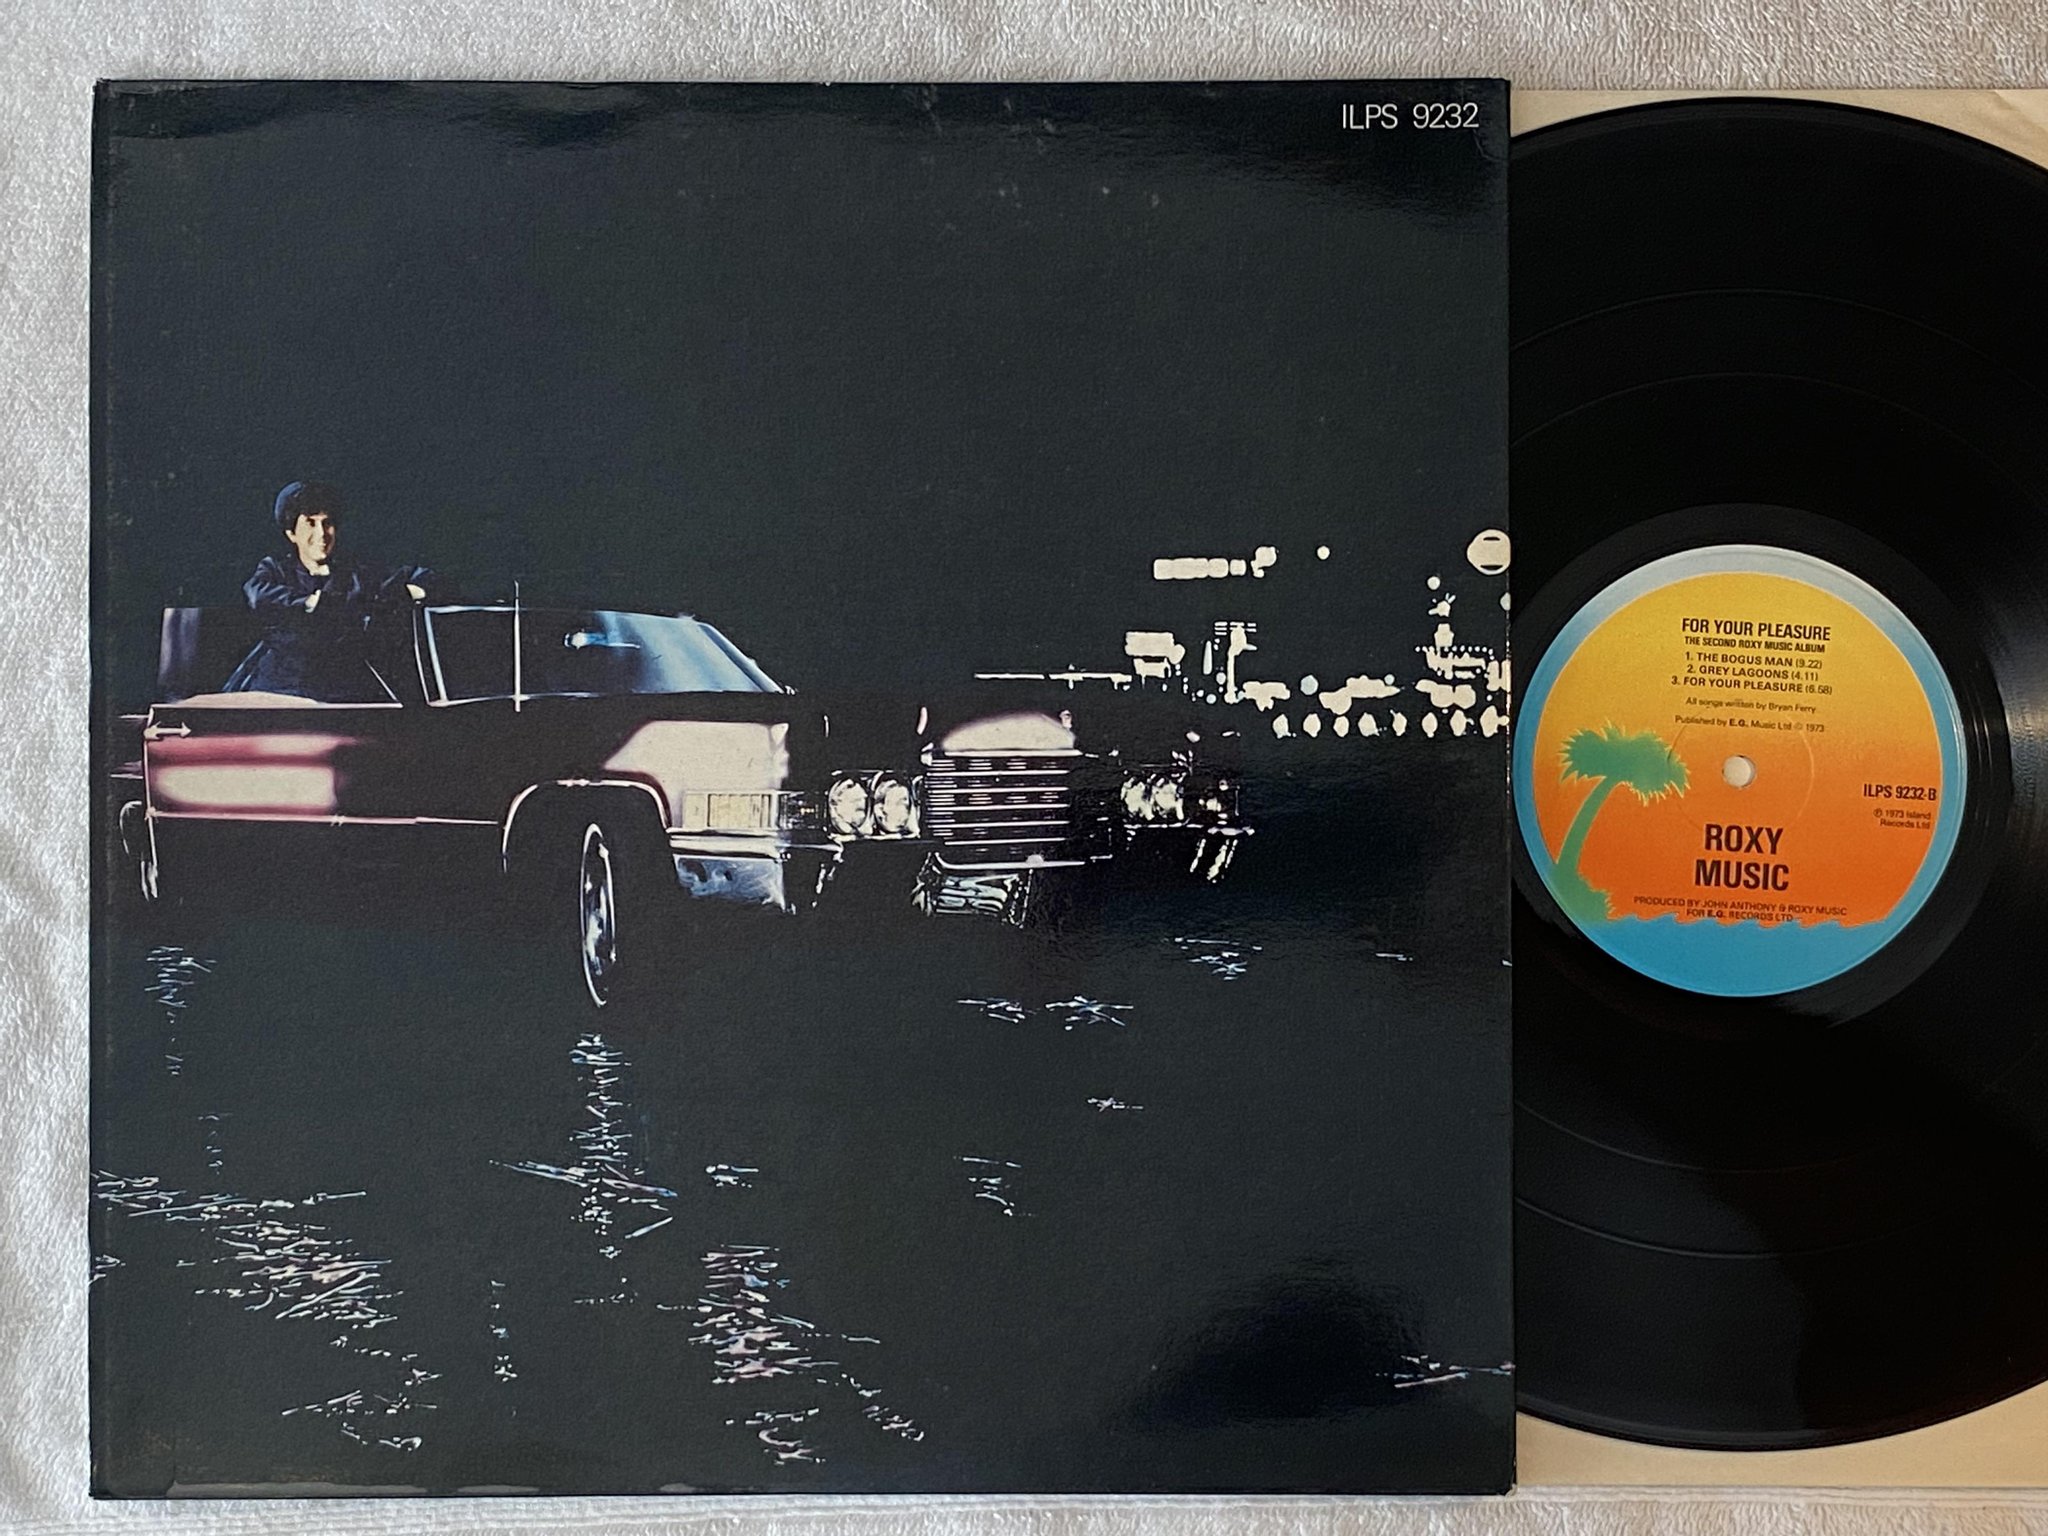 ILPS 9232
FOR YOUR PLEASURE
THE SECOND ROXY MUSIC ALBUM
1. THE BOGUS MAN (9.22)
2. GREY LAGOONS (4.11)
3. FOR YOUR PLEASURE (6.58)
All songs written by Bryan Ferry
Published by E.G. Music Ltd © 1973
ILPS 9232-B
℗ 1973 Island
Records Ltd
ROXY
MUSIC
PRODUCED BY JOHN ANTHONY & ROXY MUSIC
FOR E.G. RECORDS LTD